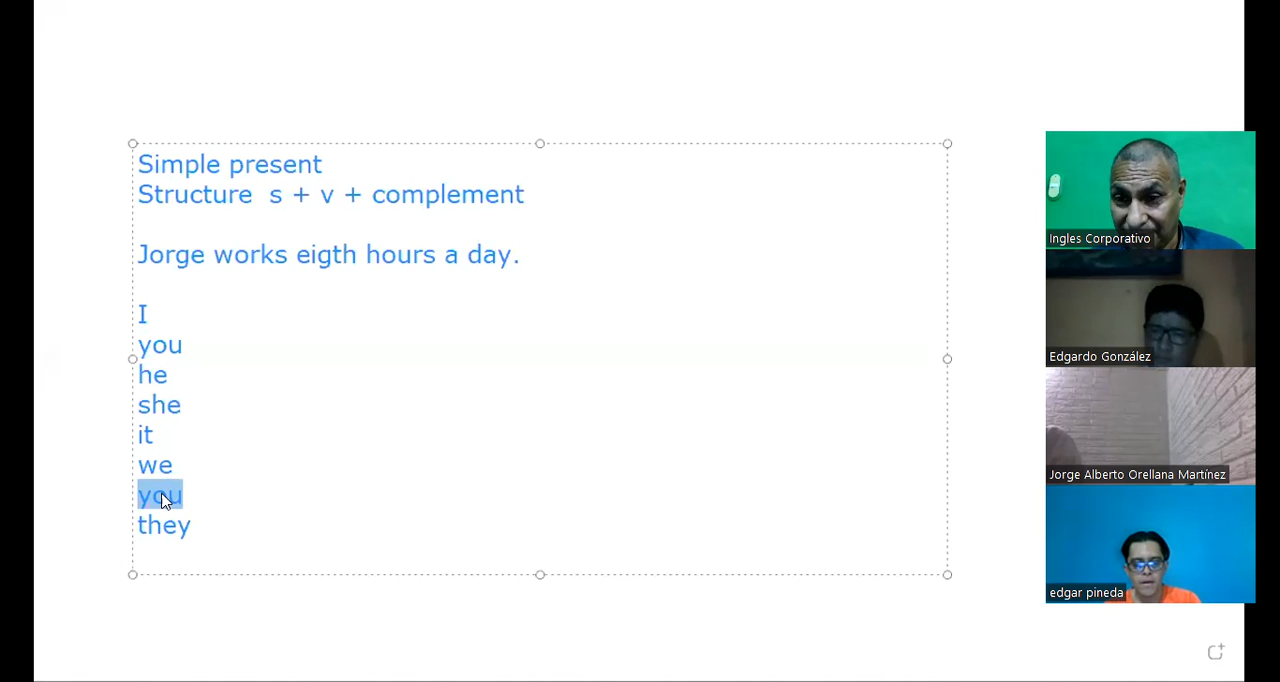 Simple present
Structure  s + v + complement
Jorge works eigth hours a day.
I
you
he
she
it
we
you
they
Ingles Corporativo
Edgardo González
Jorge Alberto Orellana Martínez
edgar pineda